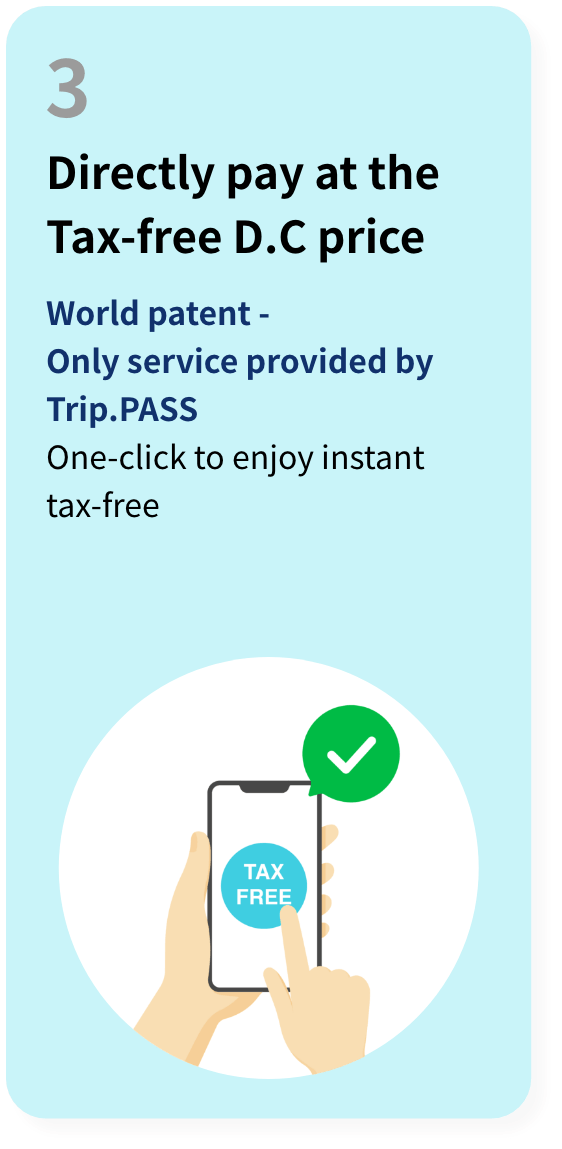 3
Directly pay at the
Tax-free D.C price
World patent -
Only service provided by
Trip.PASS
One-click to enjoy instant
tax-free
TAX
FREE